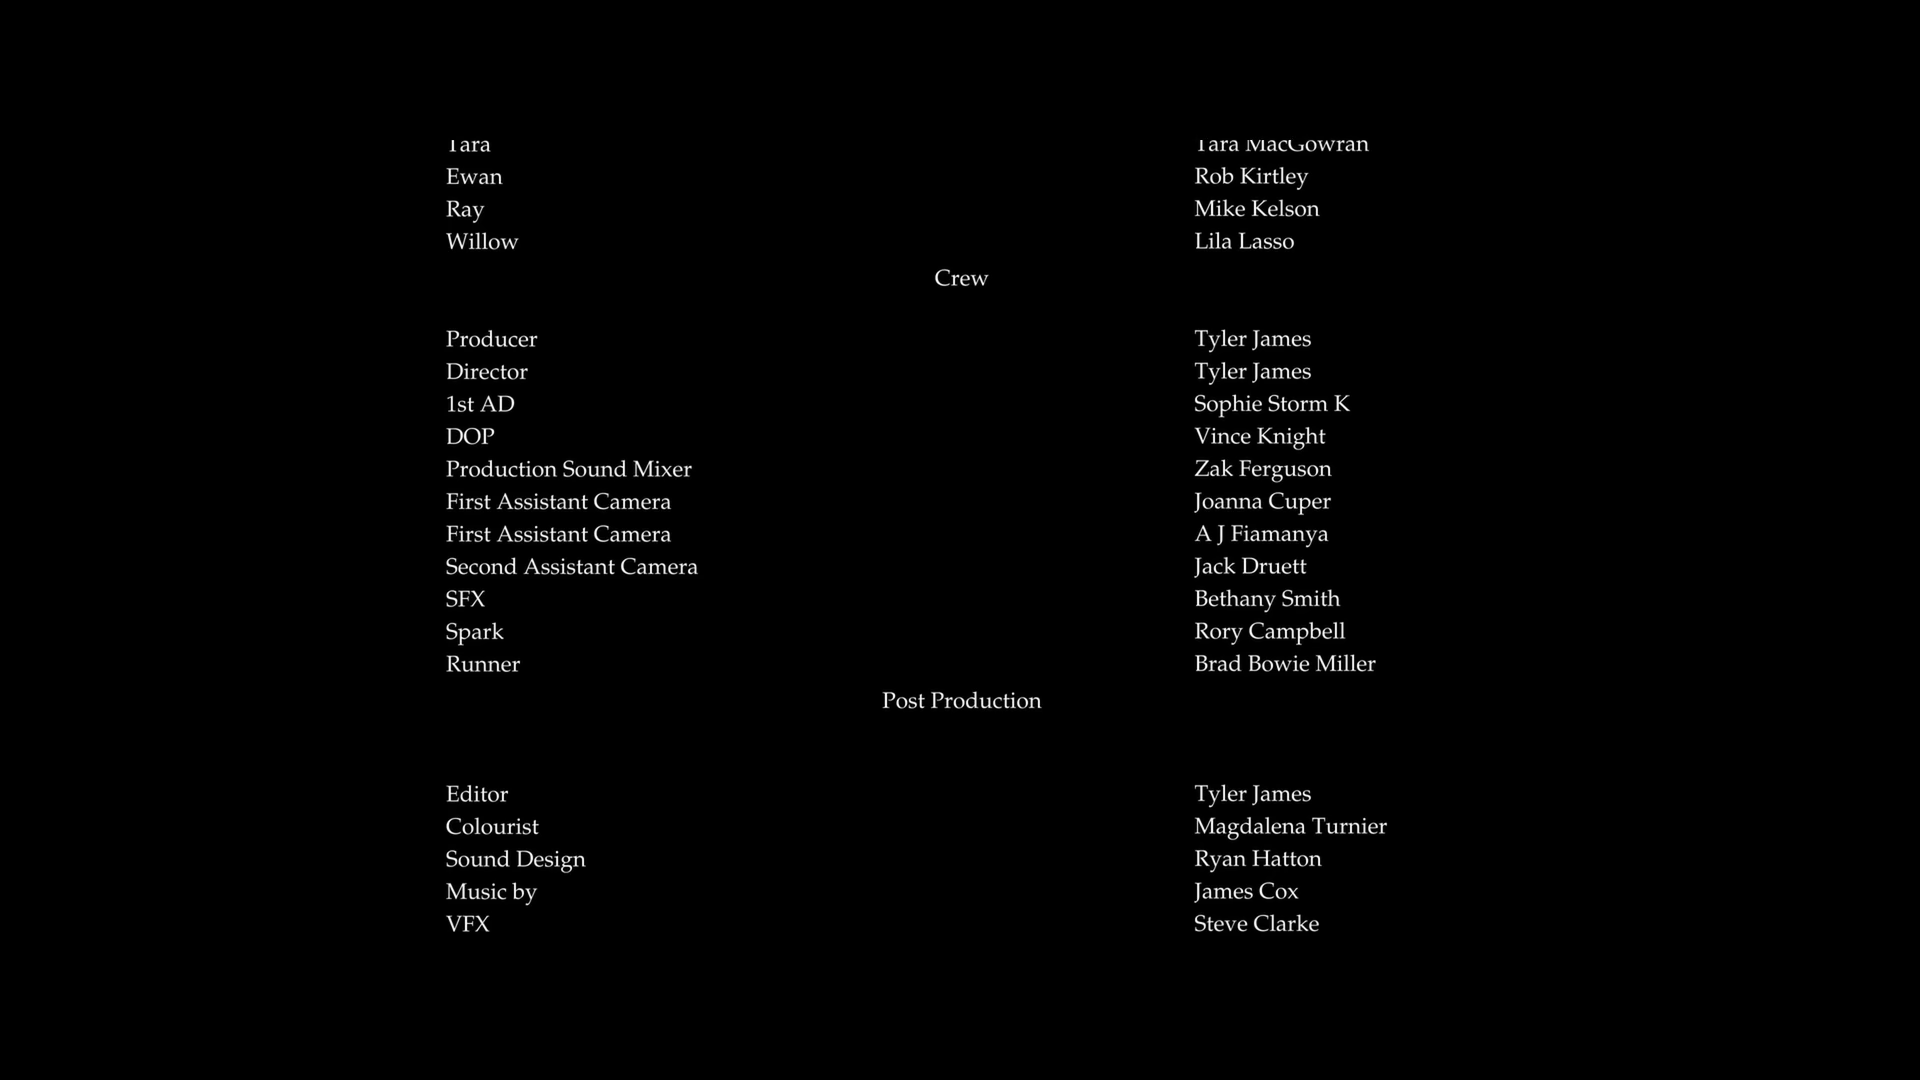 Tara Tara MacGowran
Ewan Rob Kirtley
Ray Mike Kelson
Willow Lila Lasso
Crew
Producer Tyler James
Director Tyler James
1st AD Sophie Storm K
DOP Vince Knight
Production Sound Mixer Zak Ferguson
First Assistant Camera Joanna Cuper
First Assistant Camera A J Fiamanya
Second Assistant Camera Jack Druett
SFX Bethany Smith
Spark Rory Campbell
Runner Brad Bowie Miller
Post Production
Editor Tyler James
Colourist Magdalena Turnier
Sound Design Ryan Hatton
Music by James Cox
VFX Steve Clarke